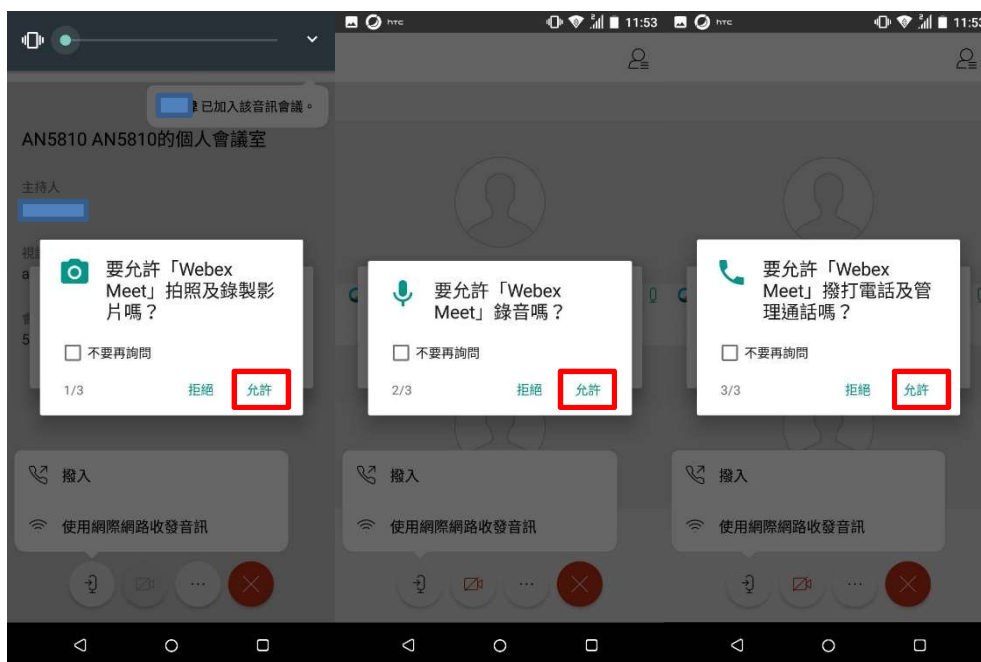 已加入該音訊會議。
AN5810 AN5810的個人會議室
主持人
要允許「Webex
Meet」拍照及錄製影
片嗎？
不要再詢問
1/3
拒絕
允許
撥入
使用網際網路收發音訊
htc
11:53
要允許「Webex
Meet」錄音嗎？
不要再詢問
2/3
拒絕
允許
撥入
使用網際網路收發音訊
htc
11:53
要允許「Webex
Meet」撥打電話及管
理通話嗎？
不要再詢問
3/3
拒絕
允許
撥入
使用網際網路收發音訊